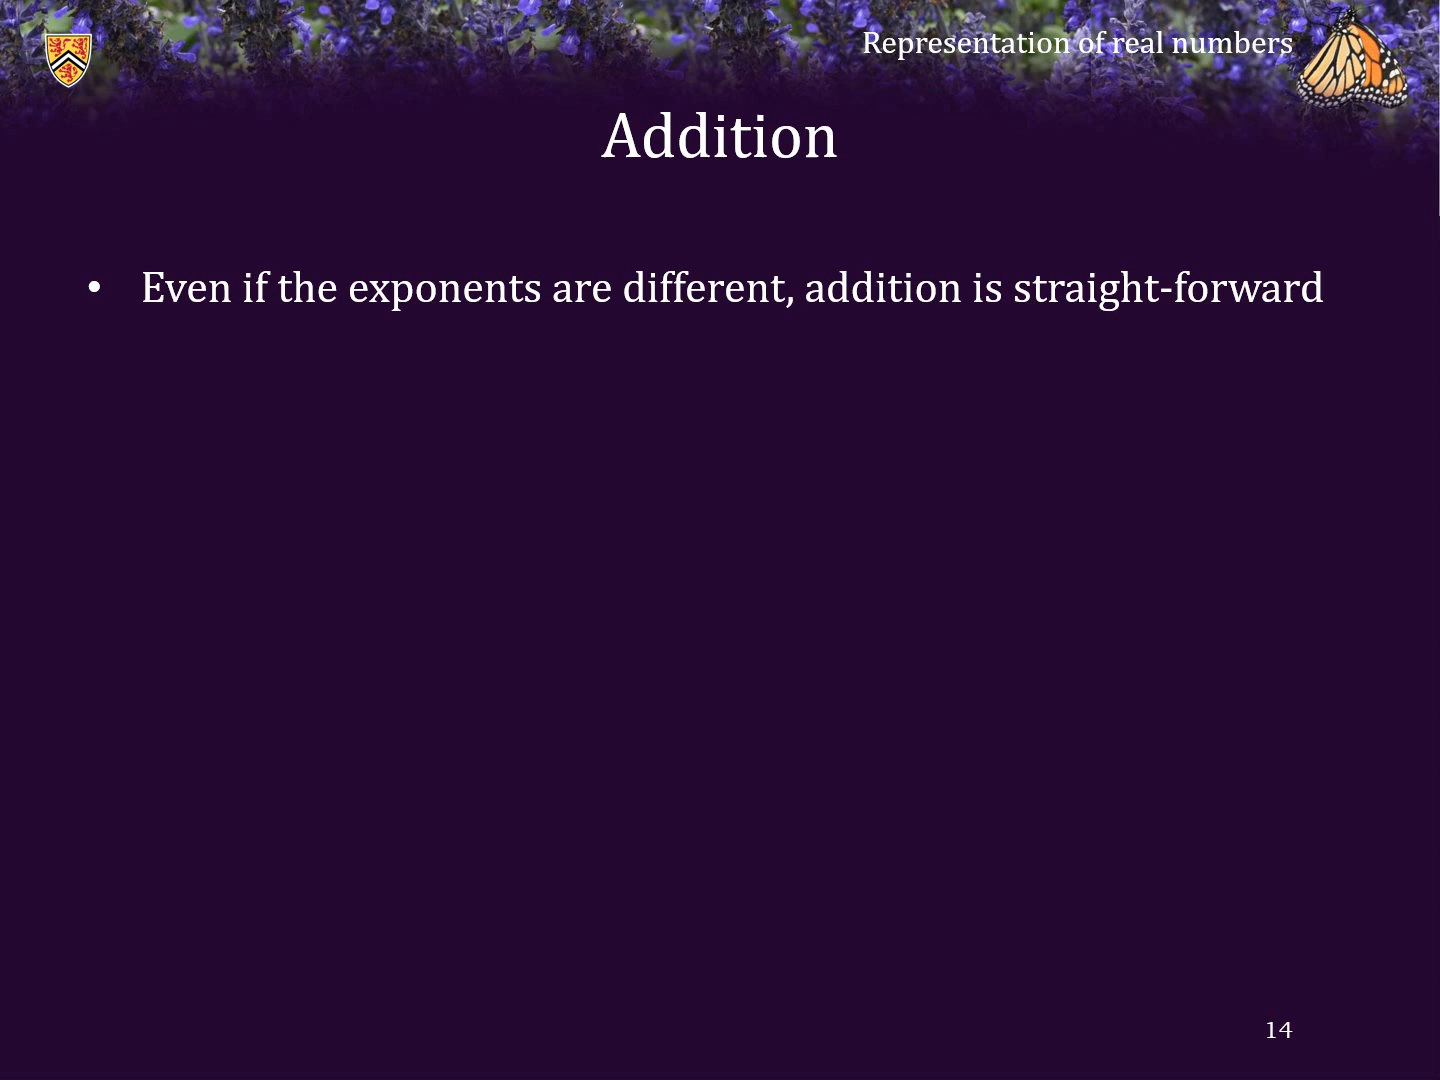 Representation of real numbers
Addition
• Even if the exponents are different, addition is straight-forward
14